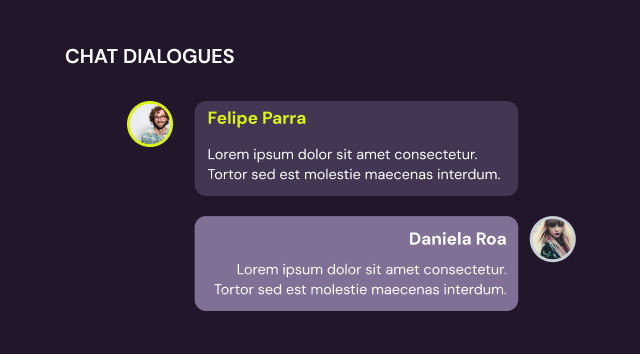 CHAT DIALOGUES
Felipe Parra
Lorem ipsum dolor sit amet consectetur.
Tortor sed est molestie maecenas interdum.
Daniela Roa
Lorem ipsum dolor sit amet consectetur.
Tortor sed est molestie maecenas interdum.